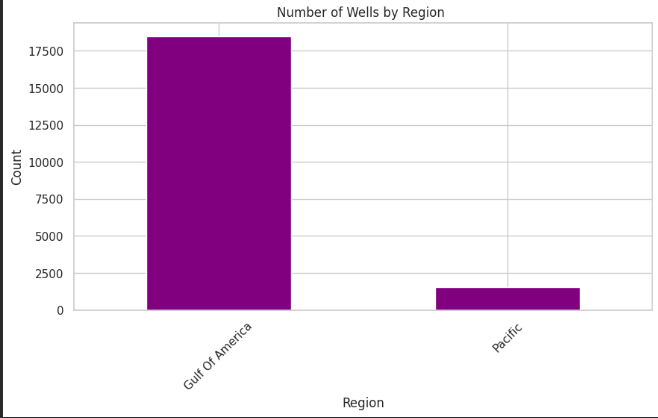 Number of Wells by Region
17500
15000
12500
10000
7500
5000
2500
0
Count
Gulf Of America
Pacific
Region